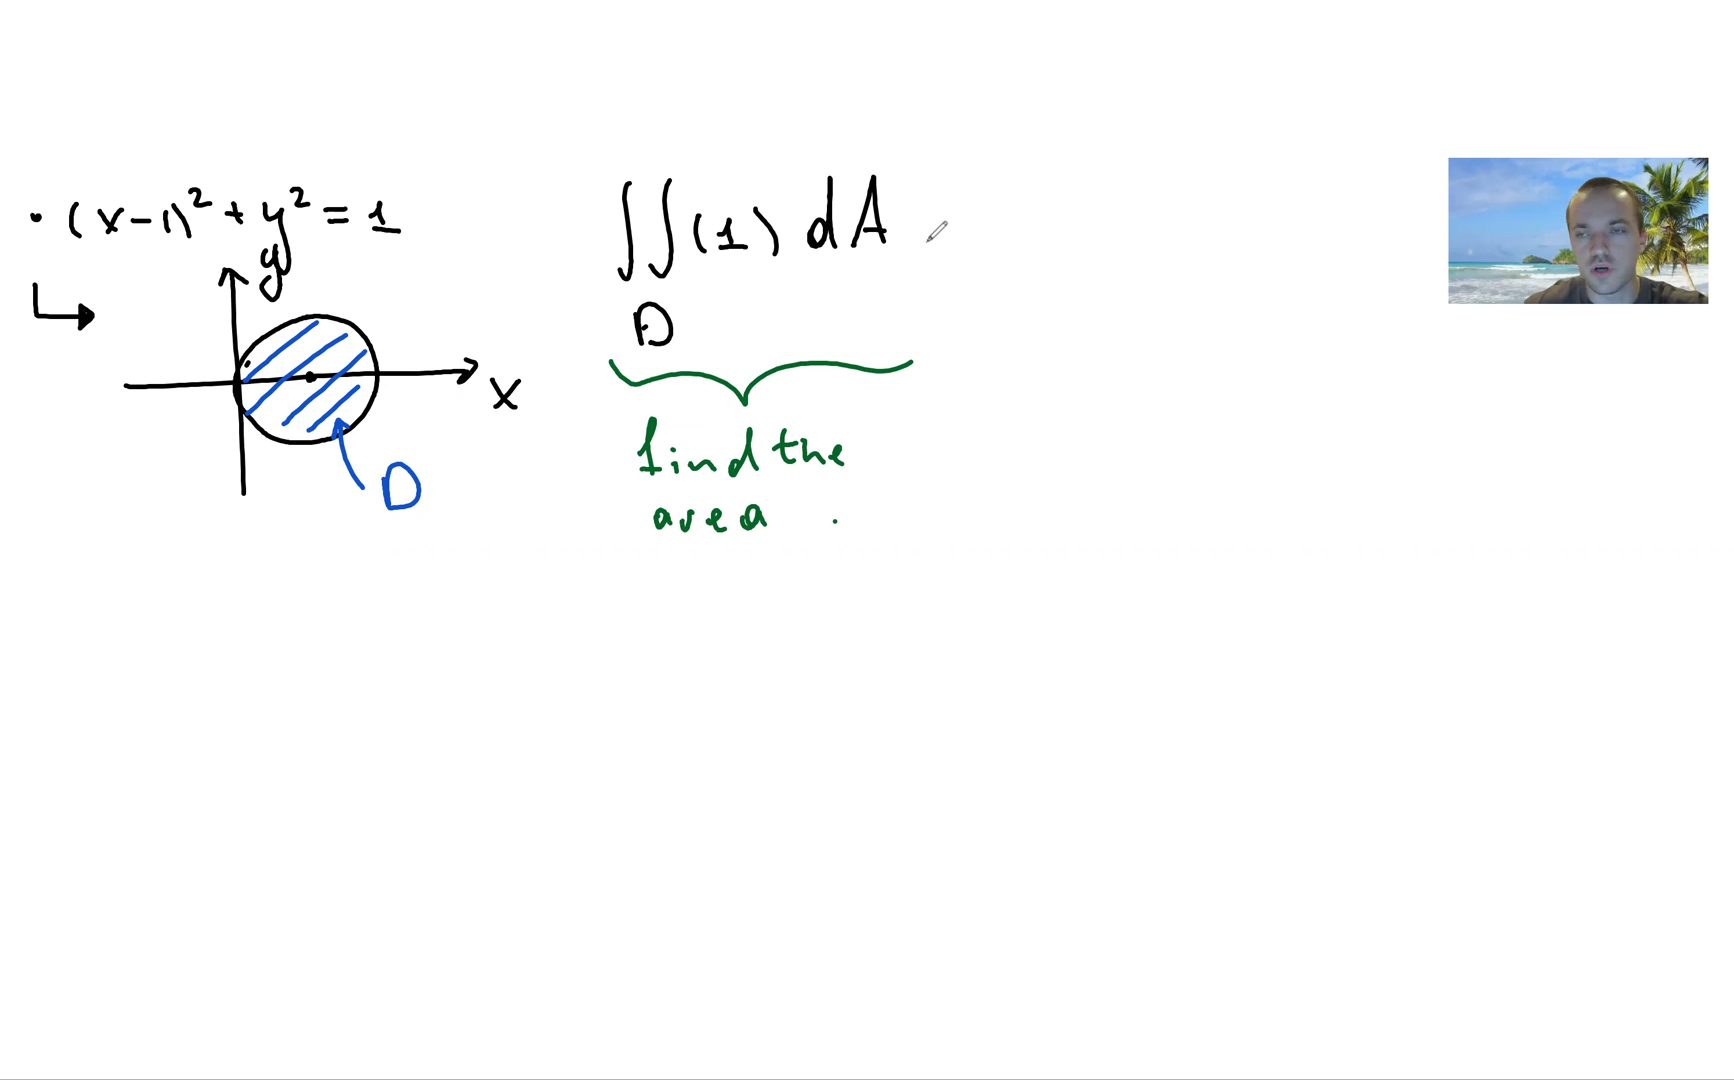 • (x-1)² + y² = 1
y
x
D
∬(1) dA
D
find the
area .